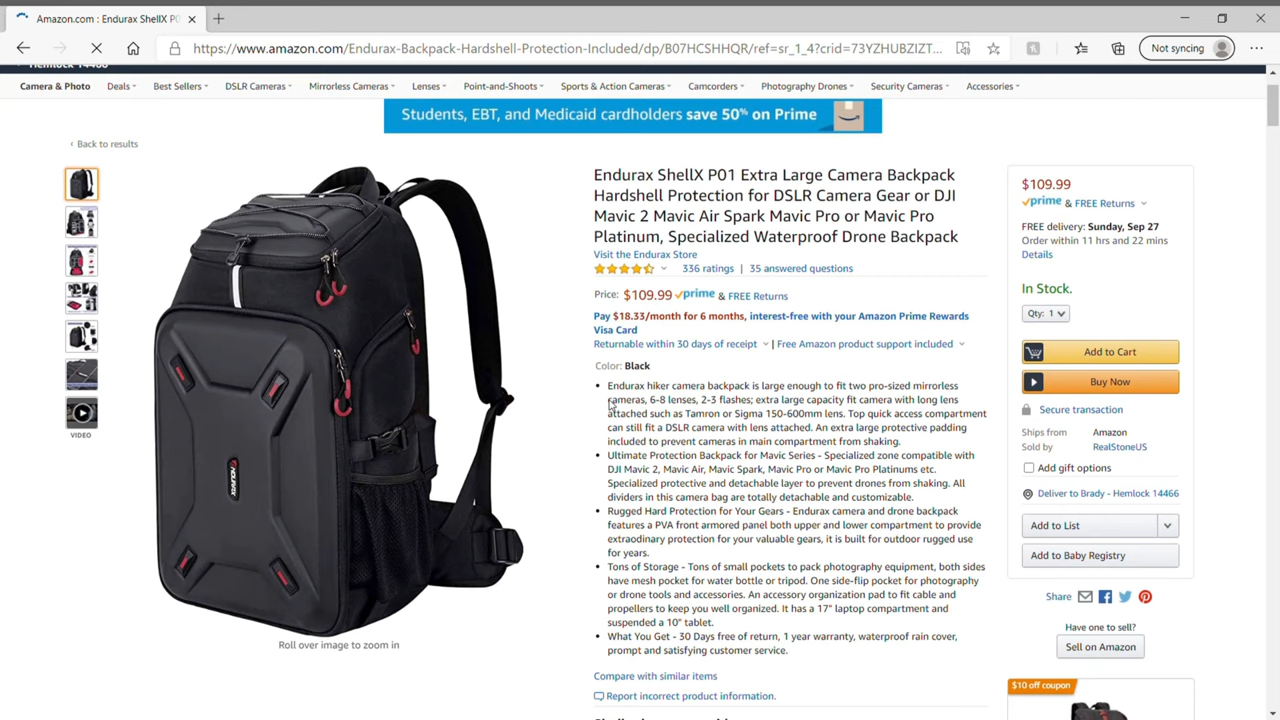 Amazon.com : Endurax ShellX P0
https://www.amazon.com/Endurax-Backpack-Hardshell-Protection-Included/dp/B07HCSHHQR/ref=sr_1_4?crid=73YZHUBZIZT...
Not syncing
Hemlock 14466
Camera & Photo Deals Best Sellers DSLR Cameras Mirrorless Cameras Lenses Point-and-Shoots Sports & Action Cameras Camcorders Photography Drones Security Cameras Accessories
Students, EBT, and Medicaid cardholders save 50% on Prime
‹ Back to results
ENDURAX
VIDEO
Roll over image to zoom in
Endurax ShellX P01 Extra Large Camera Backpack
Hardshell Protection for DSLR Camera Gear or DJI
Mavic 2 Mavic Air Spark Mavic Pro or Mavic Pro
Platinum, Specialized Waterproof Drone Backpack
Visit the Endurax Store
336 ratings | 35 answered questions
Price: $109.99 prime & FREE Returns
Pay $18.33/month for 6 months, interest-free with your Amazon Prime Rewards
Visa Card
Returnable within 30 days of receipt | Free Amazon product support included
Color: Black
• Endurax hiker camera backpack is large enough to fit two pro-sized mirrorless
cameras, 6-8 lenses, 2-3 flashes; extra large capacity fit camera with long lens
attached such as Tamron or Sigma 150-600mm lens. Top quick access compartment
can still fit a DSLR camera with lens attached. An extra large protective padding
included to prevent cameras in main compartment from shaking.
• Ultimate Protection Backpack for Mavic Series - Specialized zone compatible with
DJI Mavic 2, Mavic Air, Mavic Spark, Mavic Pro or Mavic Pro Platinums etc.
Specialized protective and detachable layer to prevent drones from shaking. All
dividers in this camera bag are totally detachable and customizable.
• Rugged Hard Protection for Your Gears - Endurax camera and drone backpack
features a PVA front armored panel both upper and lower compartment to provide
extraodinary protection for your valuable gears, it is built for outdoor rugged use
for years.
• Tons of Storage - Tons of small pockets to pack photography equipment, both sides
have mesh pocket for water bottle or tripod. One side-flip pocket for photography
or drone tools and accessories. An accessory organization pad to fit cable and
propellers to keep you well organized. It has a 17" laptop compartment and
suspended a 10" tablet.
• What You Get - 30 Days free of return, 1 year warranty, waterproof rain cover,
prompt and satisfying customer service.
Compare with similar items
Report incorrect product information.
$109.99
prime & FREE Returns
FREE delivery: Sunday, Sep 27
Order within 11 hrs and 22 mins
Details
In Stock.
Qty: 1
Add to Cart
Buy Now
Secure transaction
Ships from Amazon
Sold by RealStoneUS
Add gift options
Deliver to Brady - Hemlock 14466
Add to List
Add to Baby Registry
Share
Have one to sell?
Sell on Amazon
$10 off coupon